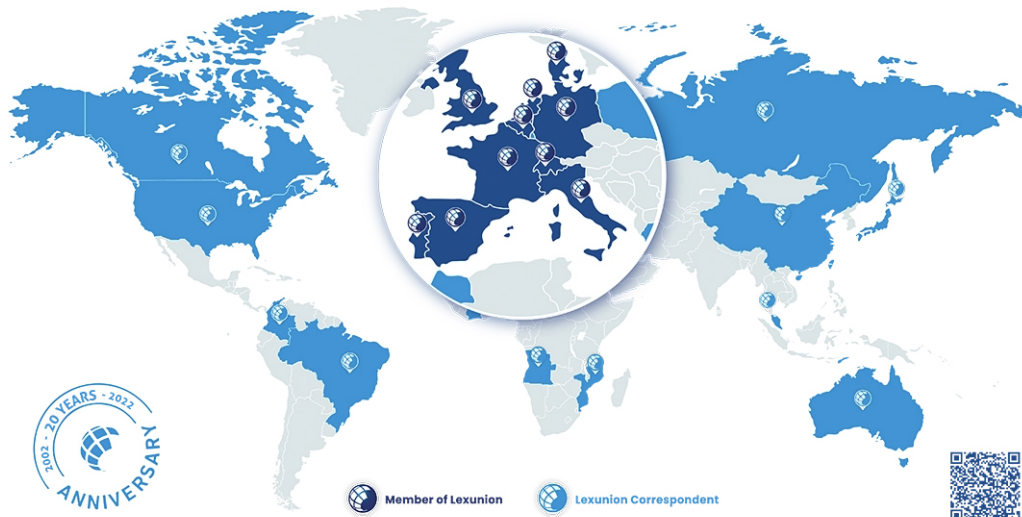 2002 - 20 YEARS - 2022
ANNIVERSARY
Member of Lexunion
Lexunion Correspondent